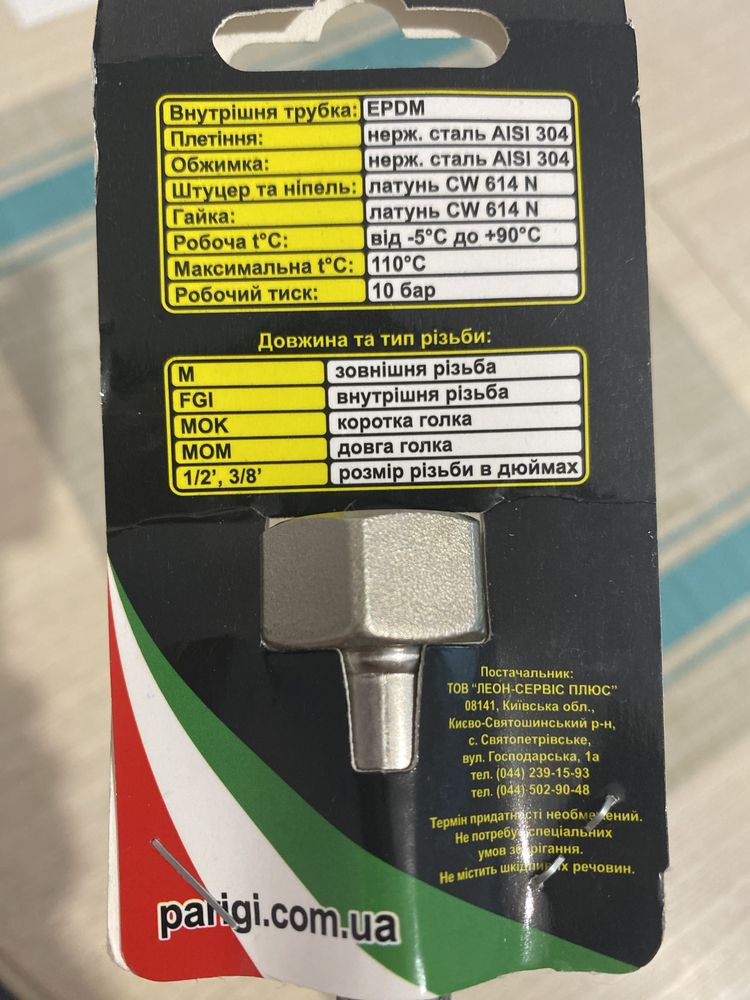 Внутрішня трубка: EPDM
Плетіння: нерж. сталь AISI 304
Обжимка: нерж. сталь AISI 304
Штуцер та ніпель: латунь CW 614 N
Гайка: латунь CW 614 N
Робоча t°C: від -5°C до +90°C
Максимальна t°C: 110°C
Робочий тиск: 10 бар
Довжина та тип різьби:
M зовнішня різьба
FGI внутрішня різьба
МОК коротка голка
МОМ довга голка
1/2', 3/8' розмір різьби в дюймах
Постачальник:
ТОВ "ЛЕОН-СЕРВІС ПЛЮС"
08141, Київська обл.,
Києво-Святошинський р-н,
с. Святопетрівське,
вул. Господарська, 1а
тел. (044) 239-15-93
тел. (044) 502-90-48
Термін придатності необмежений.
Не потребує спеціальних
умов зберігання.
Не містить шкідливих речовин.
parigi.com.ua